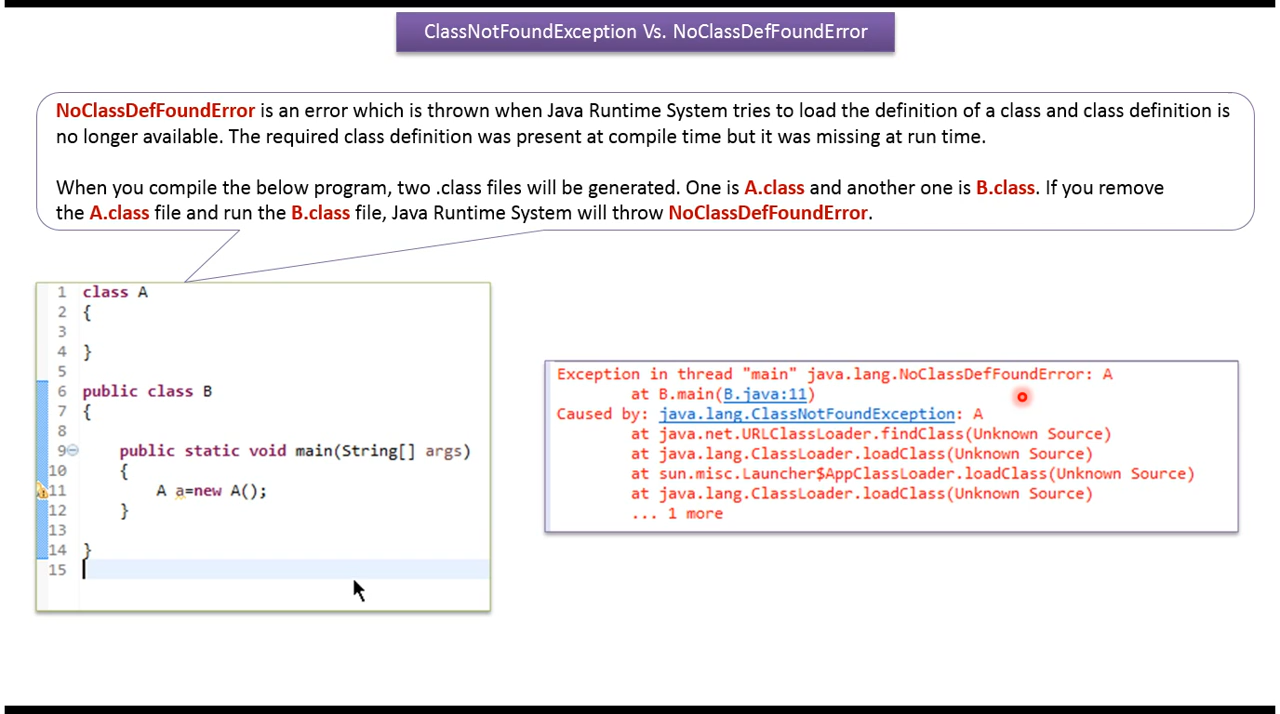 ClassNotFoundException Vs. NoClassDefFoundError
NoClassDefFoundError is an error which is thrown when Java Runtime System tries to load the definition of a class and class definition is
no longer available. The required class definition was present at compile time but it was missing at run time.
When you compile the below program, two .class files will be generated. One is A.class and another one is B.class. If you remove
the A.class file and run the B.class file, Java Runtime System will throw NoClassDefFoundError.
1 class A
2 {
3
4 }
5
6 public class B
7 {
8
9 public static void main(String[] args)
10 {
11 A a=new A();
12 }
13
14 }
15
Exception in thread "main" java.lang.NoClassDefFoundError: A
at B.main(B.java:11)
Caused by: java.lang.ClassNotFoundException: A
at java.net.URLClassLoader.findClass(Unknown Source)
at java.lang.ClassLoader.loadClass(Unknown Source)
at sun.misc.Launcher$AppClassLoader.loadClass(Unknown Source)
at java.lang.ClassLoader.loadClass(Unknown Source)
... 1 more